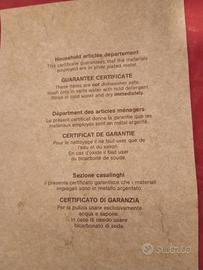 Household articles departement
This certificate guarantees that the materials
employed are in silver plated metal.
GUARANTEE CERTIFICATE
These items are not dishwasher safe.
Wash only in warm water with mild detergent
Rinse in cold water and dry immediately
Départment des articles ménagers
Le présent certificat donne la garantie que les
matériaux employés sont en métal argenté.
CERTIFICAT DE GARANTIE
Pour le nettoyage il ne faut user que de
l'eau et du savon.
En cas d'oxide il faut user
du bicarbonate de soude.
Sezione casalinghi
Il presente certificato garantisce che i materiali
impiegati sono in metallo argentato.
CERTIFICATO DI GARANZIA
Per la pulizia usare esclusivamente
acqua e sapone.
In caso di ossido usare
bicarbonato di soda.
Subito.it